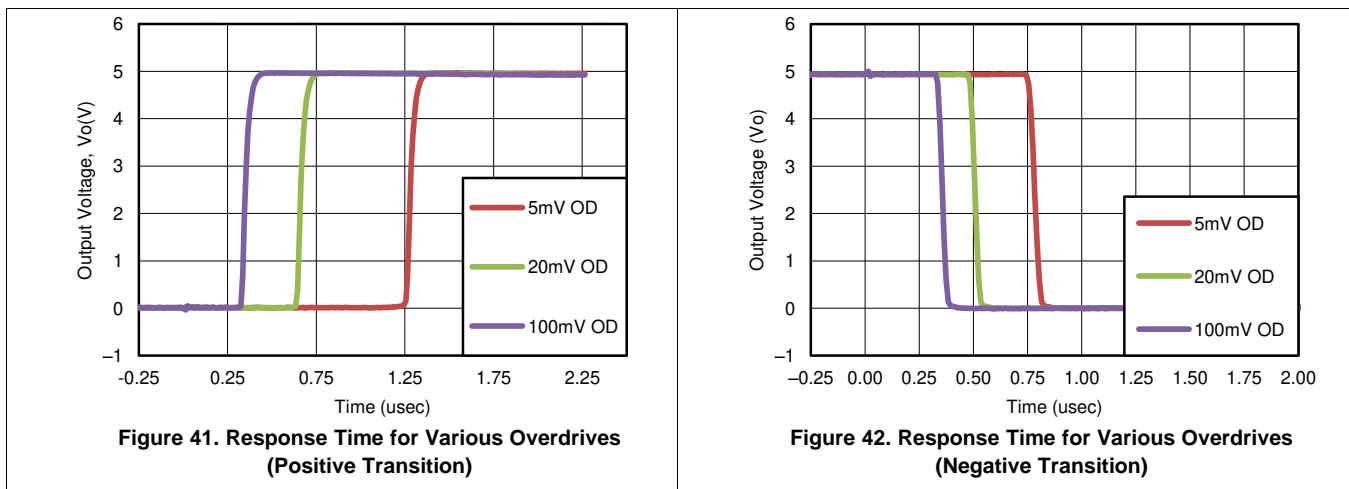 6
5
4
3
2
1
0
–1
Output Voltage, Vo(V)
-0.25 0.25 0.75 1.25 1.75 2.25
Time (usec)
5mV OD
20mV OD
100mV OD
Figure 41. Response Time for Various Overdrives
(Positive Transition)
6
5
4
3
2
1
0
–1
Output Voltage (Vo)
–0.25 0.00 0.25 0.50 0.75 1.00 1.25 1.50 1.75 2.00
Time (usec)
5mV OD
20mV OD
100mV OD
Figure 42. Response Time for Various Overdrives
(Negative Transition)